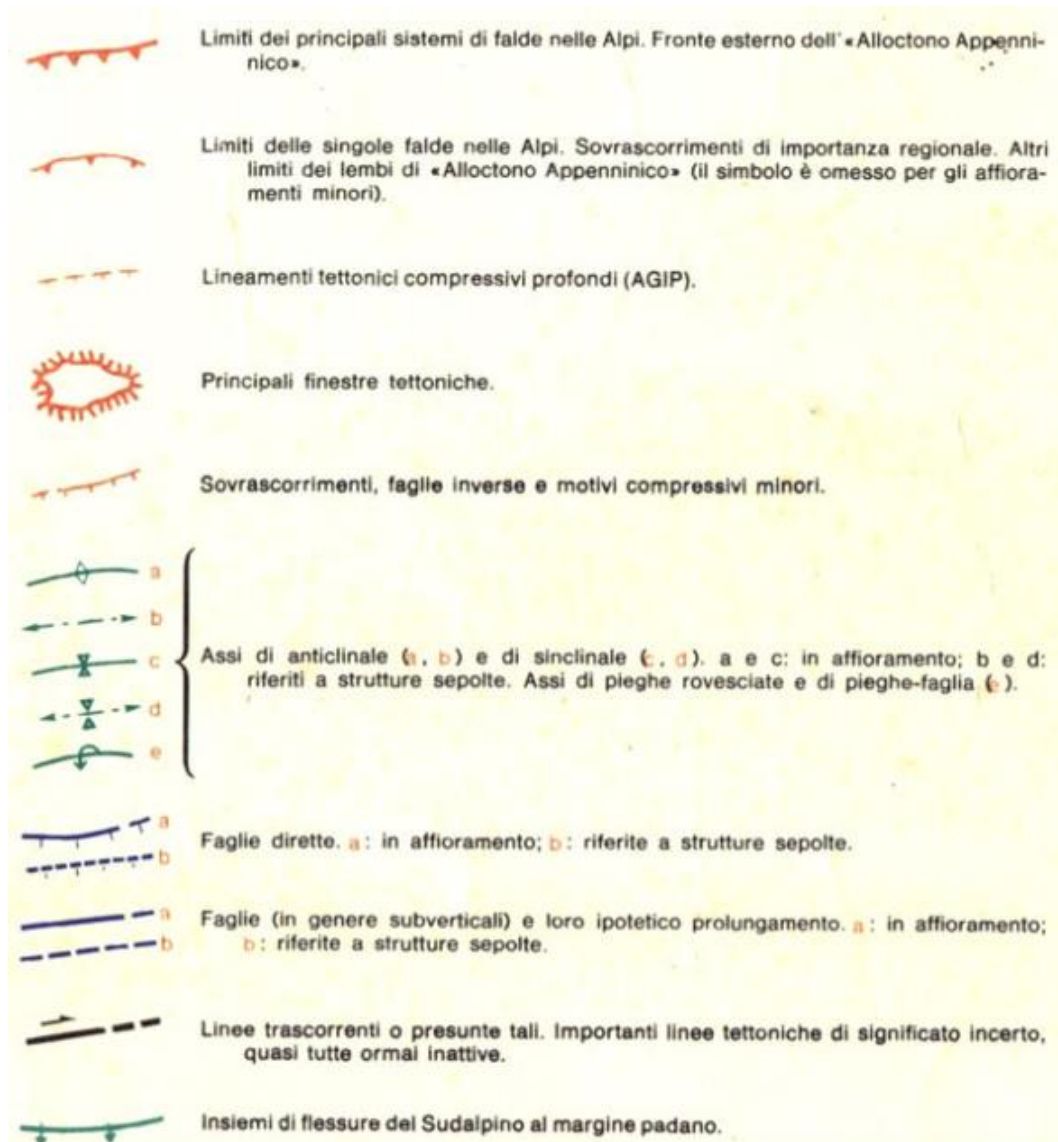 Limiti dei principali sistemi di falde nelle Alpi. Fronte esterno dell'«Alloctono Appenni-
nico».
Limiti delle singole falde nelle Alpi. Sovrascorrimenti di importanza regionale. Altri
limiti dei lembi di «Alloctono Appenninico» (il simbolo è omesso per gli affiora-
menti minori).
Lineamenti tettonici compressivi profondi (AGIP).
Principali finestre tettoniche.
Sovrascorrimenti, faglie inverse e motivi compressivi minori.
a
b
c
d
e
Assi di anticlinale (a, b) e di sinclinale (c, d). a e c: in affioramento; b e d:
riferiti a strutture sepolte. Assi di pieghe rovesciate e di pieghe-faglia (e).
a
b
Faglie dirette. a: in affioramento; b: riferite a strutture sepolte.
a
b
Faglie (in genere subverticali) e loro ipotetico prolungamento. a: in affioramento;
b: riferite a strutture sepolte.
Linee trascorrenti o presunte tali. Importanti linee tettoniche di significato incerto,
quasi tutte ormai inattive.
Insiemi di flessure del Sudalpino al margine padano.